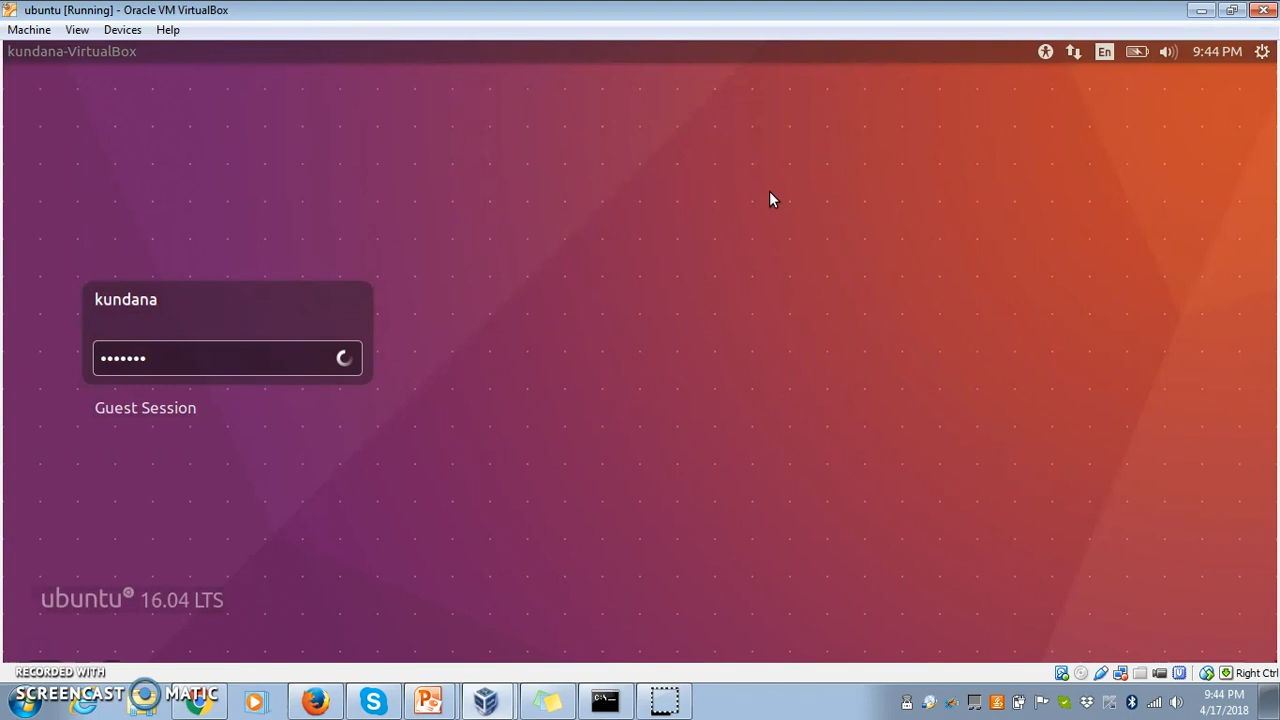 ubuntu [Running] - Oracle VM VirtualBox
Machine View Devices Help
kundana-VirtualBox
En
9:44 PM
kundana
•••••••
Guest Session
ubuntu® 16.04 LTS
Right Ctrl
RECORDED WITH
SCREENCAST MATIC
9:44 PM
4/17/2018